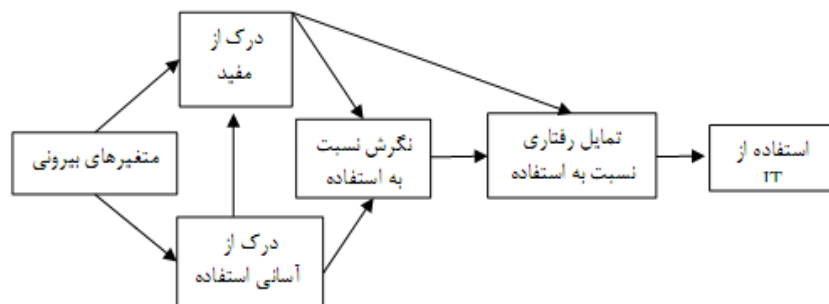 درک از
مفید
متغیرهای بیرونی
درک از
آسانی استفاده
نگرش نسبت
به استفاده
تمایل رفتاری
نسبت به استفاده
استفاده از
IT